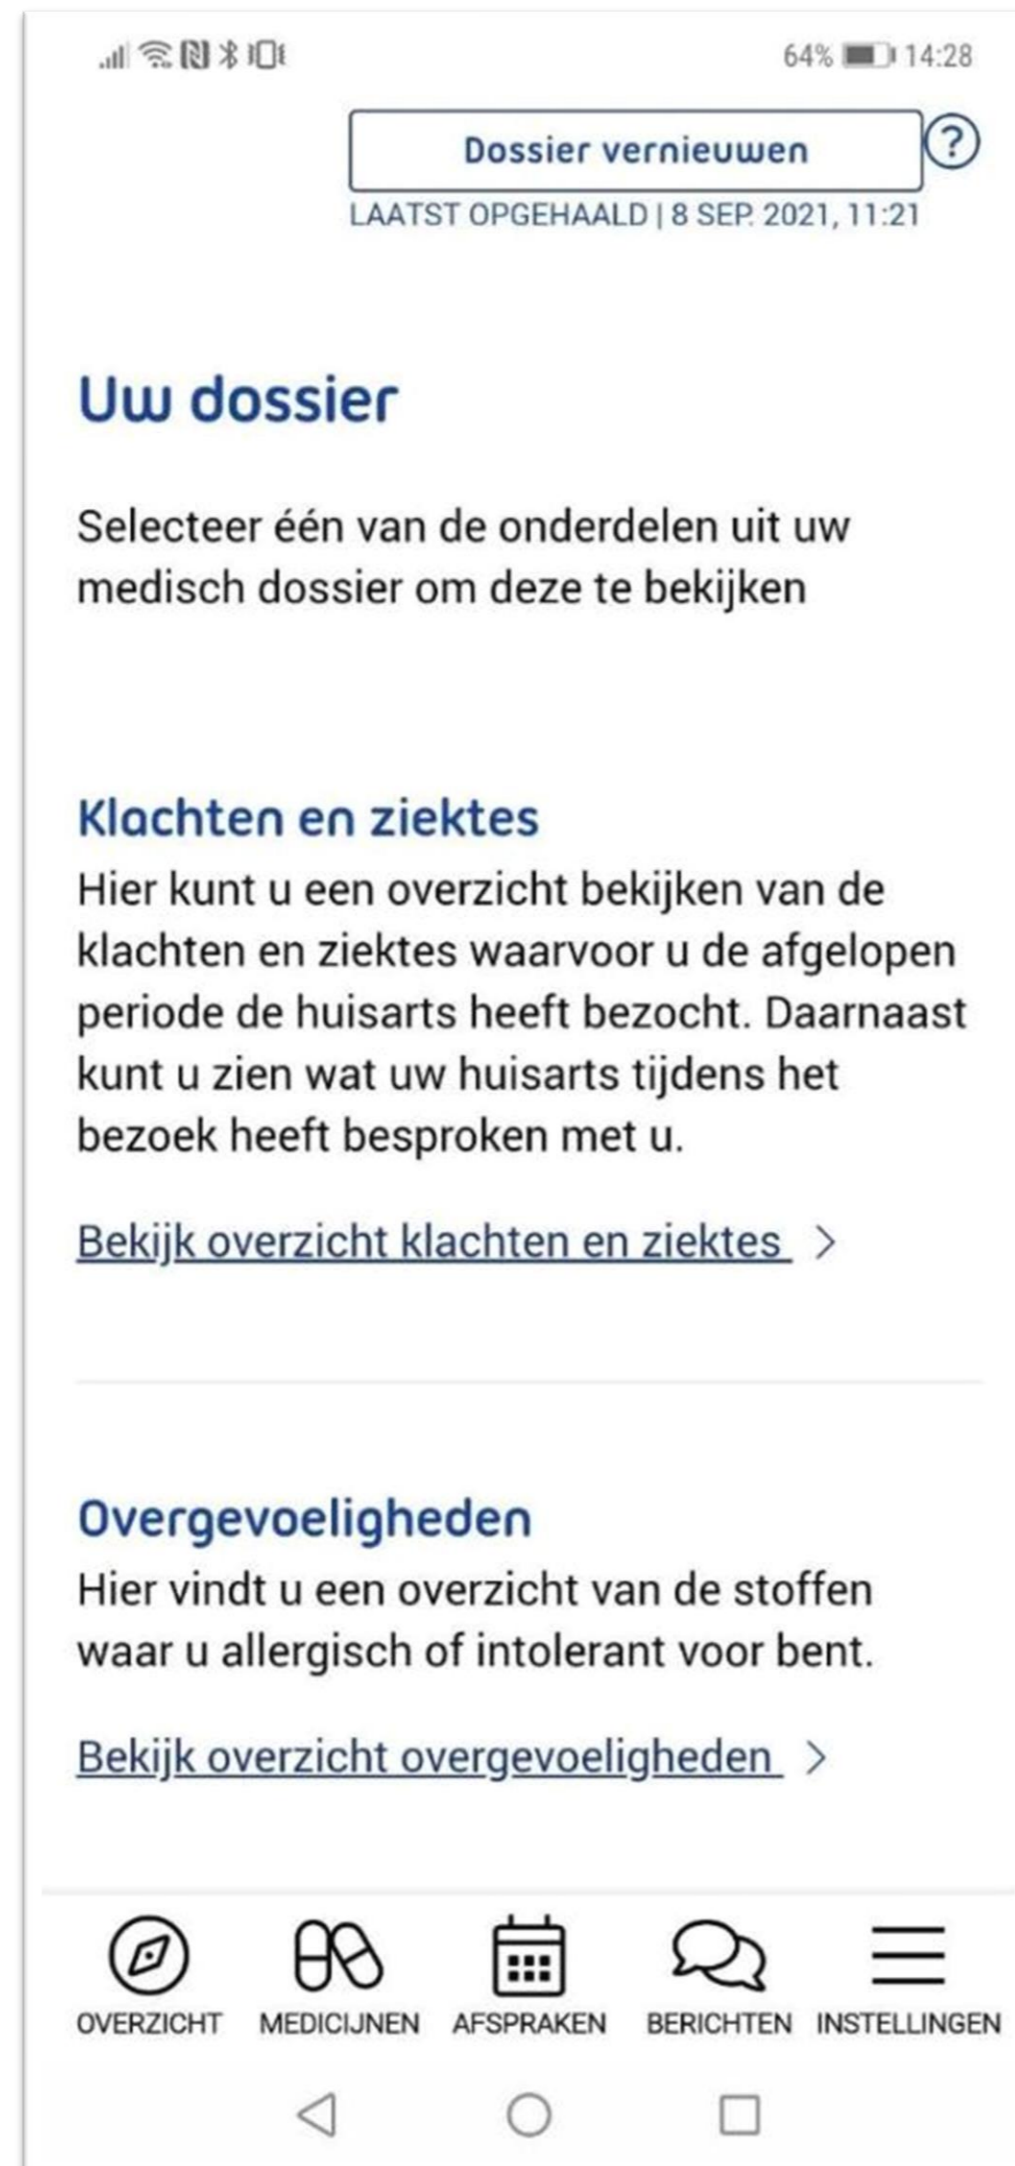 64% 14:28
Dossier vernieuwen
?
LAATST OPGEHAALD | 8 SEP. 2021, 11:21
Uw dossier
Selecteer één van de onderdelen uit uw
medisch dossier om deze te bekijken
Klachten en ziektes
Hier kunt u een overzicht bekijken van de
klachten en ziektes waarvoor u de afgelopen
periode de huisarts heeft bezocht. Daarnaast
kunt u zien wat uw huisarts tijdens het
bezoek heeft besproken met u.
Bekijk overzicht klachten en ziektes >
Overgevoeligheden
Hier vindt u een overzicht van de stoffen
waar u allergisch of intolerant voor bent.
Bekijk overzicht overgevoeligheden >
OVERZICHT MEDICIJNEN AFSPRAKEN BERICHTEN INSTELLINGEN